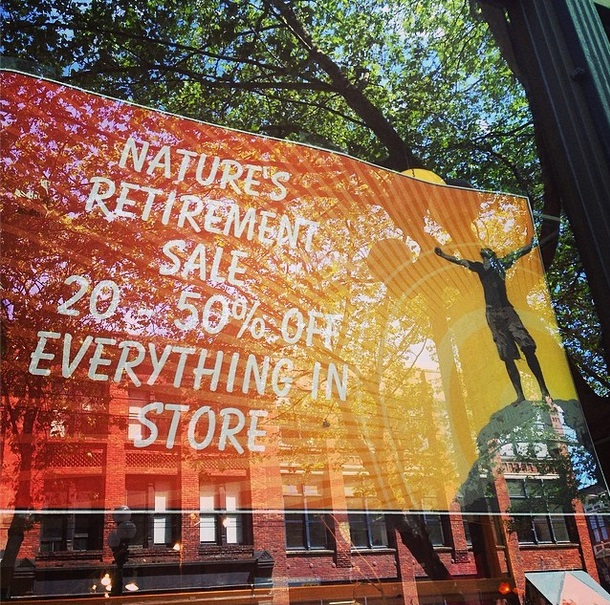 NATURE'S
RETIREMENT
SALE
20 - 50% OFF
EVERYTHING IN
STORE